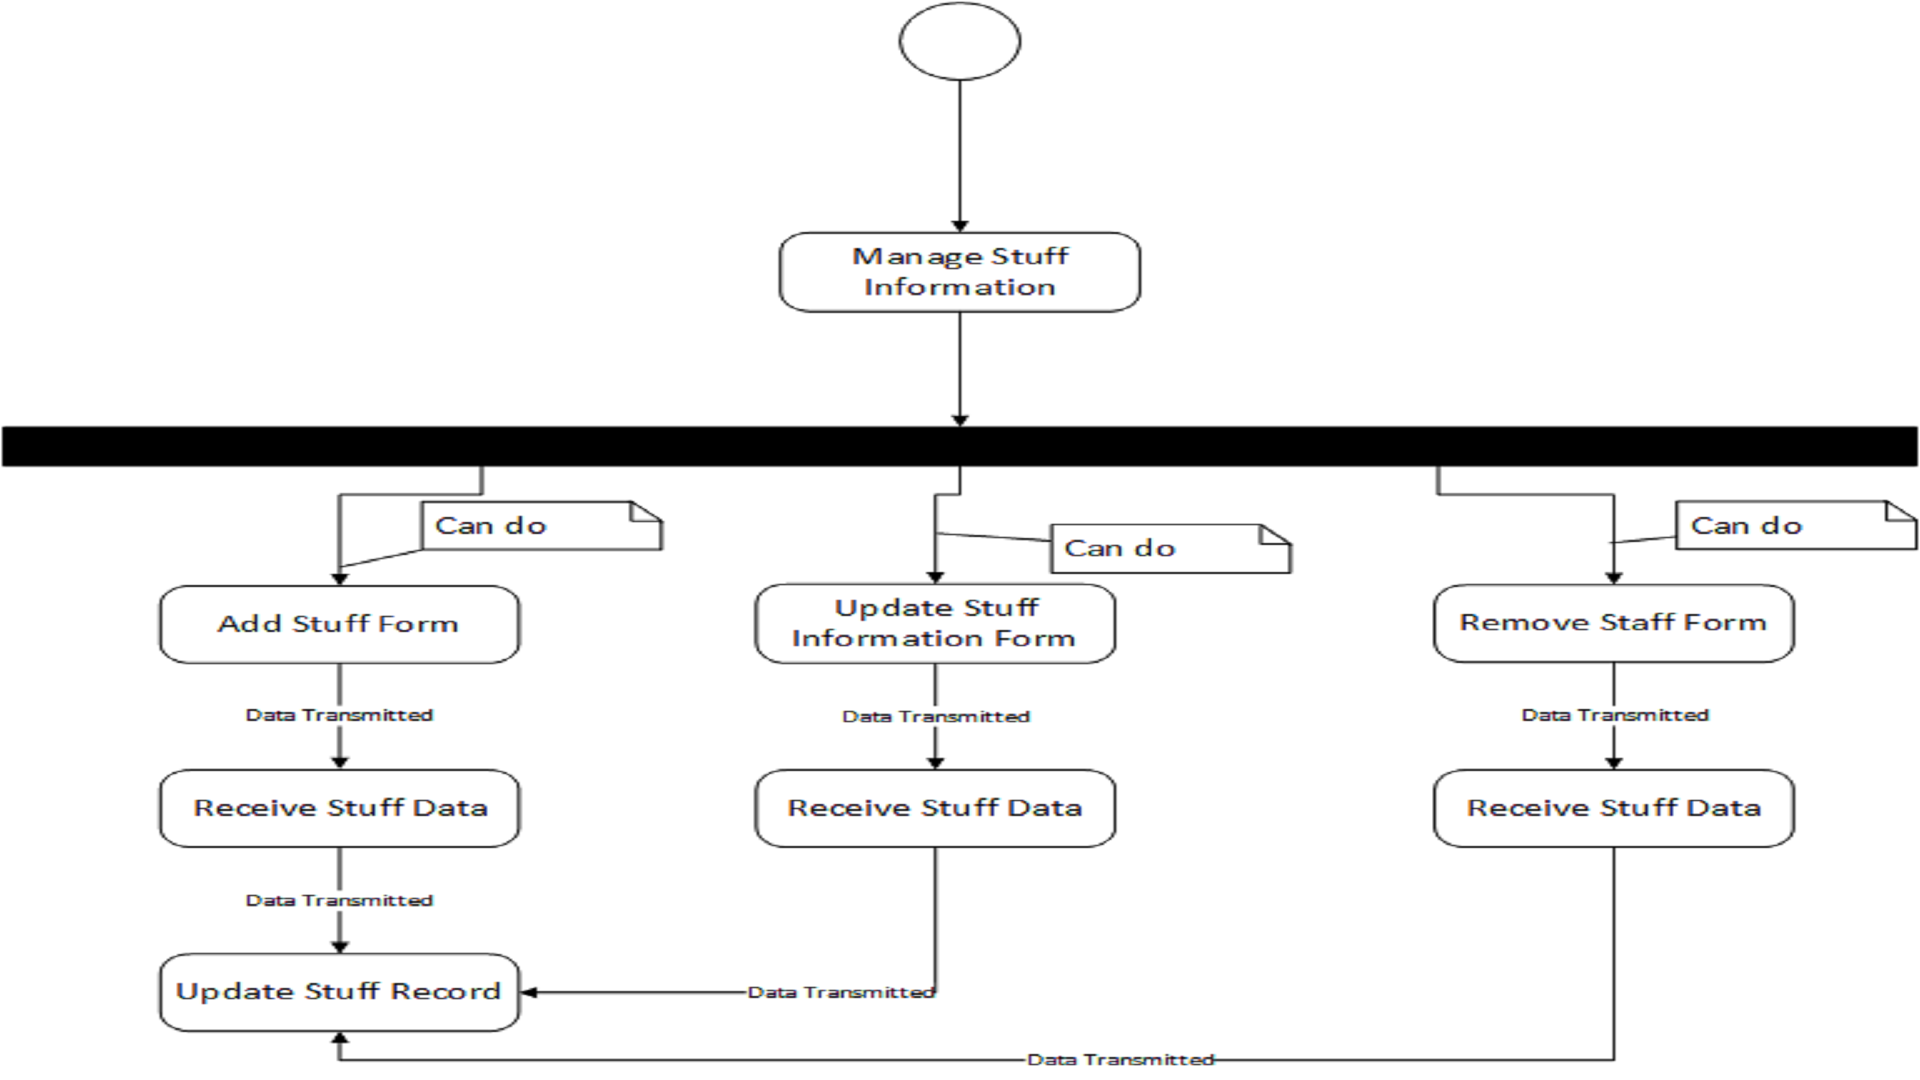 Manage Stuff
Information
Can do
Can do
Can do
Add Stuff Form
Update Stuff
Information Form
Remove Staff Form
Data Transmitted
Data Transmitted
Data Transmitted
Receive Stuff Data
Receive Stuff Data
Receive Stuff Data
Data Transmitted
Update Stuff Record
Data Transmitted
Data Transmitted